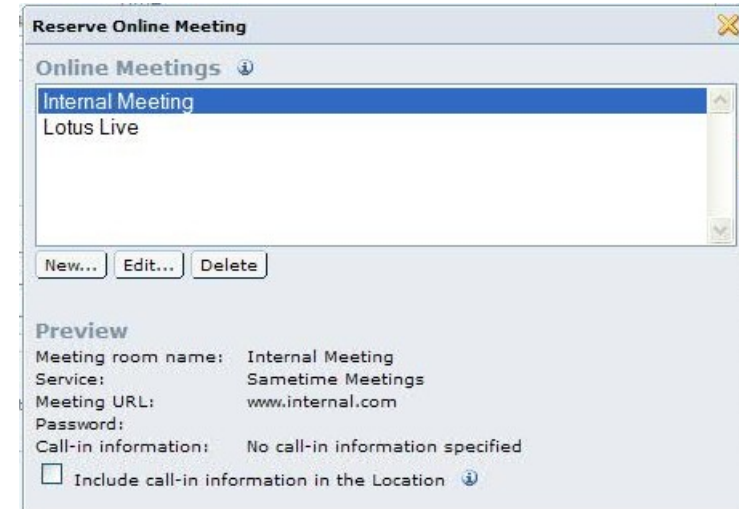 Reserve Online Meeting
Online Meetings
Internal Meeting
Lotus Live
New... Edit... Delete
Preview
Meeting room name: Internal Meeting
Service: Sametime Meetings
Meeting URL: www.internal.com
Password:
Call-in information: No call-in information specified
Include call-in information in the Location